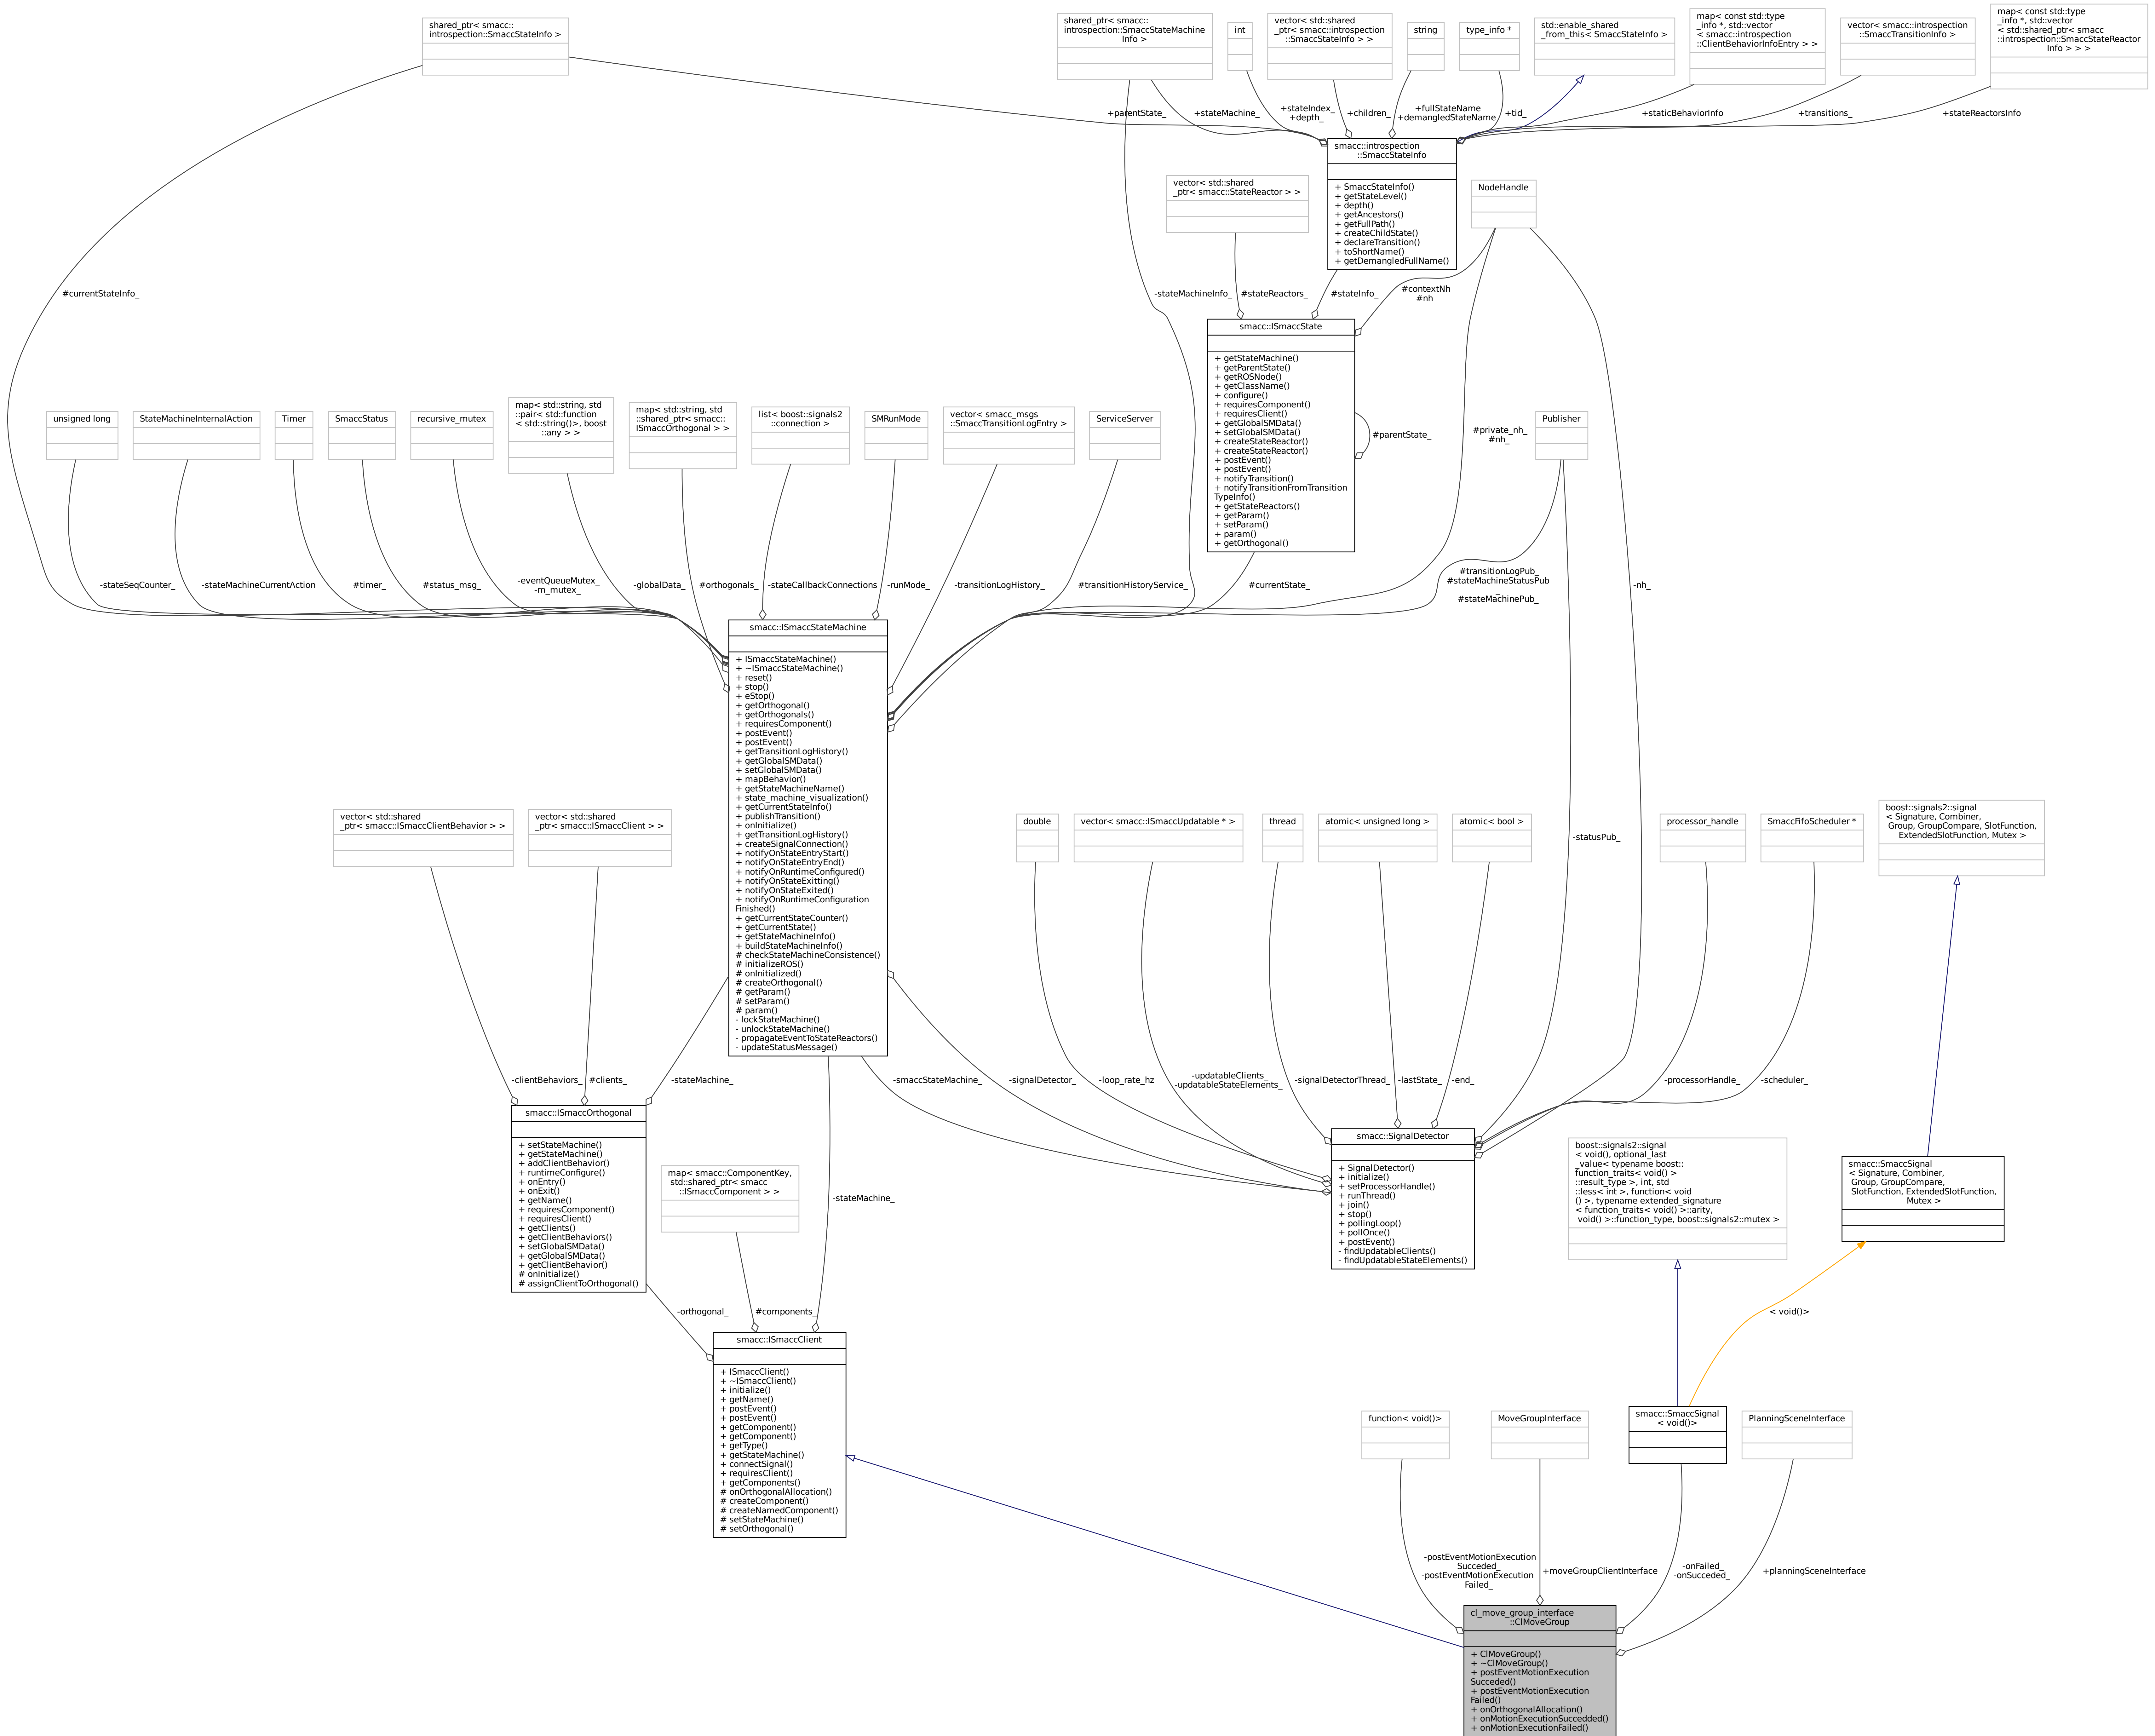 shared_ptr< smacc::
introspection::SmaccStateInfo >
shared_ptr< smacc::
introspection::SmaccStateMachine
Info >
int
vector< std::shared
_ptr< smacc::introspection
::SmaccStateInfo > >
string
type_info *
std::enable_shared
_from_this< SmaccStateInfo >
map< const std::type
_info *, std::vector
< smacc::introspection
::ClientBehaviorInfoEntry > >
vector< smacc::introspection
::SmaccTransitionInfo >
map< const std::type
_info *, std::vector
< std::shared_ptr< smacc
::introspection::SmaccStateReactor
Info > > >
+parentState_
+stateMachine_
+stateIndex_
+depth_
+children_
+fullStateName
+demangledStateName
+tid_
+staticBehaviorInfo
+transitions_
+stateReactorsInfo
smacc::introspection
::SmaccStateInfo
+ SmaccStateInfo()
+ getStateLevel()
+ depth()
+ getAncestors()
+ getFullPath()
+ createChildState()
+ declareTransition()
+ toShortName()
+ getDemangledFullName()
vector< std::shared
_ptr< smacc::StateReactor > >
NodeHandle
#currentStateInfo_
-stateMachineInfo_
#stateReactors_
#stateInfo_
#contextNh
#nh
smacc::ISmaccState
+ getStateMachine()
+ getParentState()
+ getROSNode()
+ getClassName()
+ configure()
+ requiresComponent()
+ requiresClient()
+ getGlobalSMData()
+ setGlobalSMData()
+ createStateReactor()
+ createStateReactor()
+ postEvent()
+ postEvent()
+ notifyTransition()
+ notifyTransitionFromTransition
TypeInfo()
+ getStateReactors()
+ getParam()
+ setParam()
+ param()
+ getOrthogonal()
#parentState_
#private_nh_
#nh_
Publisher
unsigned long
StateMachineInternalAction
Timer
SmaccStatus
recursive_mutex
map< std::string, std
::pair< std::function
< std::string()>, boost
::any > >
map< std::string, std
::shared_ptr< smacc::
ISmaccOrthogonal > >
list< boost::signals2
::connection >
SMRunMode
vector< smacc_msgs
::SmaccTransitionLogEntry >
ServiceServer
-stateSeqCounter_
-stateMachineCurrentAction
#timer_
#status_msg_
-eventQueueMutex_
-m_mutex_
-globalData_
#orthogonals_
-stateCallbackConnections
-runMode_
-transitionLogHistory_
#transitionHistoryService_
#currentState_
#transitionLogPub_
#stateMachineStatusPub
_
#stateMachinePub_
-nh_
smacc::ISmaccStateMachine
+ ISmaccStateMachine()
+ ~ISmaccStateMachine()
+ reset()
+ stop()
+ eStop()
+ getOrthogonal()
+ getOrthogonals()
+ requiresComponent()
+ postEvent()
+ postEvent()
+ getTransitionLogHistory()
+ getGlobalSMData()
+ setGlobalSMData()
+ mapBehavior()
+ getStateMachineName()
+ state_machine_visualization()
+ getCurrentStateInfo()
+ publishTransition()
+ onInitialize()
+ getTransitionLogHistory()
+ createSignalConnection()
+ notifyOnStateEntryStart()
+ notifyOnStateEntryEnd()
+ notifyOnRuntimeConfigured()
+ notifyOnStateExitting()
+ notifyOnStateExited()
+ notifyOnRuntimeConfiguration
Finished()
+ getCurrentStateCounter()
+ getCurrentState()
+ getStateMachineInfo()
+ buildStateMachineInfo()
# checkStateMachineConsistence()
# initializeROS()
# onInitialized()
# createOrthogonal()
# getParam()
# setParam()
# param()
- lockStateMachine()
- unlockStateMachine()
- propagateEventToStateReactors()
- updateStatusMessage()
vector< std::shared
_ptr< smacc::ISmaccClientBehavior > >
vector< std::shared
_ptr< smacc::ISmaccClient > >
double
vector< smacc::ISmaccUpdatable * >
thread
atomic< unsigned long >
atomic< bool >
-statusPub_
processor_handle
SmaccFifoScheduler *
boost::signals2::signal
< Signature, Combiner,
Group, GroupCompare, SlotFunction,
ExtendedSlotFunction, Mutex >
-clientBehaviors_
#clients_
-stateMachine_
-smaccStateMachine_
-signalDetector_
-loop_rate_hz
-updatableClients_
-updatableStateElements_
-signalDetectorThread_
-lastState_
-end_
-processorHandle_
-scheduler_
smacc::ISmaccOrthogonal
+ setStateMachine()
+ getStateMachine()
+ addClientBehavior()
+ runtimeConfigure()
+ onEntry()
+ onExit()
+ getName()
+ requiresComponent()
+ requiresClient()
+ getClients()
+ getClientBehaviors()
+ setGlobalSMData()
+ getGlobalSMData()
+ getClientBehavior()
# onInitialize()
# assignClientToOrthogonal()
map< smacc::ComponentKey,
std::shared_ptr< smacc
::ISmaccComponent > >
-stateMachine_
smacc::SignalDetector
+ SignalDetector()
+ initialize()
+ setProcessorHandle()
+ runThread()
+ join()
+ stop()
+ pollingLoop()
+ pollOnce()
+ postEvent()
- findUpdatableClients()
- findUpdatableStateElements()
boost::signals2::signal
< void(), optional_last
_value< typename boost::
function_traits< void() >
::result_type >, int, std
::less< int >, function< void
() >, typename extended_signature
< function_traits< void() >::arity,
void() >::function_type, boost::signals2::mutex >
smacc::SmaccSignal
< Signature, Combiner,
Group, GroupCompare,
SlotFunction, ExtendedSlotFunction,
Mutex >
-orthogonal_
#components_
< void()>
smacc::ISmaccClient
+ ISmaccClient()
+ ~ISmaccClient()
+ initialize()
+ getName()
+ postEvent()
+ postEvent()
+ getComponent()
+ getComponent()
+ getType()
+ getStateMachine()
+ connectSignal()
+ requiresClient()
+ getComponents()
# onOrthogonalAllocation()
# createComponent()
# createNamedComponent()
# setStateMachine()
# setOrthogonal()
function< void()>
MoveGroupInterface
smacc::SmaccSignal
< void()>
PlanningSceneInterface
-postEventMotionExecution
Succeded_
-postEventMotionExecution
Failed_
+moveGroupClientInterface
-onFailed_
-onSucceded_
+planningSceneInterface
cl_move_group_interface
::ClMoveGroup
+ ClMoveGroup()
+ ~ClMoveGroup()
+ postEventMotionExecution
Succeded()
+ postEventMotionExecution
Failed()
+ onOrthogonalAllocation()
+ onMotionExecutionSuccedded()
+ onMotionExecutionFailed()